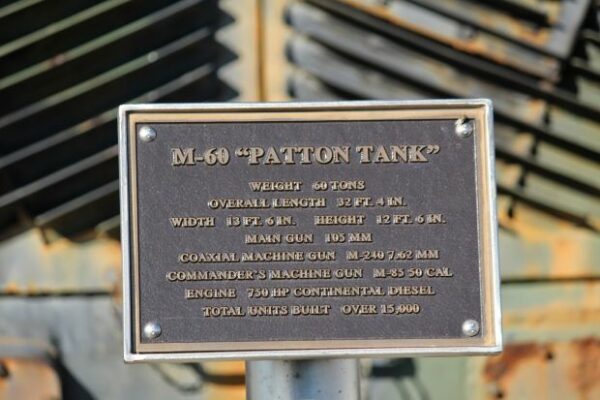 M-60 “PATTON TANK”
WEIGHT 60 TONS
OVERALL LENGTH 32 FT. 4 IN.
WIDTH 13 FT. 6 IN. HEIGHT 12 FT. 6 IN.
MAIN GUN 105 MM
COAXIAL MACHINE GUN M-240 7.62 MM
COMMANDER’S MACHINE GUN M-85 50 CAL
ENGINE 750 HP CONTINENTAL DIESEL
TOTAL UNITS BUILT OVER 15,000